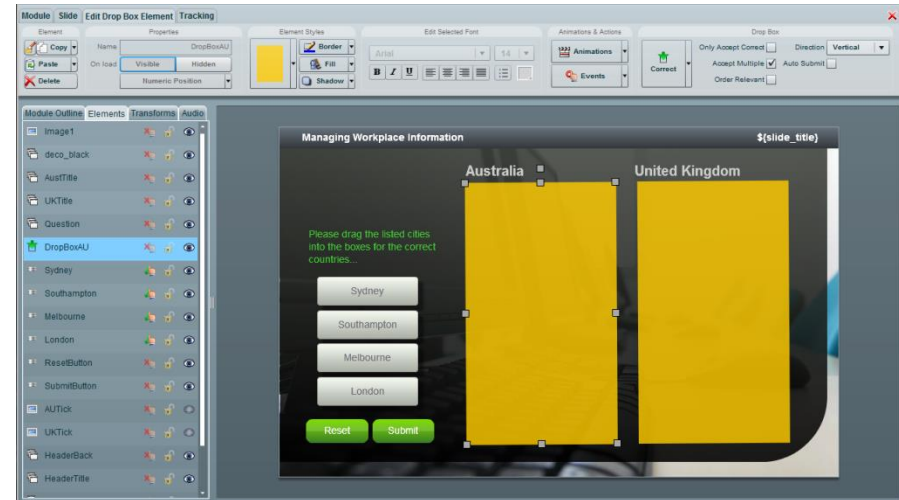 Module Slide Edit Drop Box Element Tracking
Element Properties Element Styles Edit Selected Font Animations & Actions Drop Box
Copy Name DropBoxAU Border Arial 14 Animations Only Accept Correct Direction Vertical
Paste On load Visible Hidden Fill Correct Accept Multiple Auto Submit
Delete Numeric Position Shadow B I U Events Order Relevant
Module Outline Elements Transforms Audio
Image1
deco_black
AustTitle
UKTitle
Question
DropBoxAU
Sydney
Southampton
Melbourne
London
ResetButton
SubmitButton
AUTick
UKTick
HeaderBack
HeaderTitle
Managing Workplace Information ${slide_title}
Australia United Kingdom
Please drag the listed cities
into the boxes for the correct
countries...
Sydney
Southampton
Melbourne
London
Reset Submit